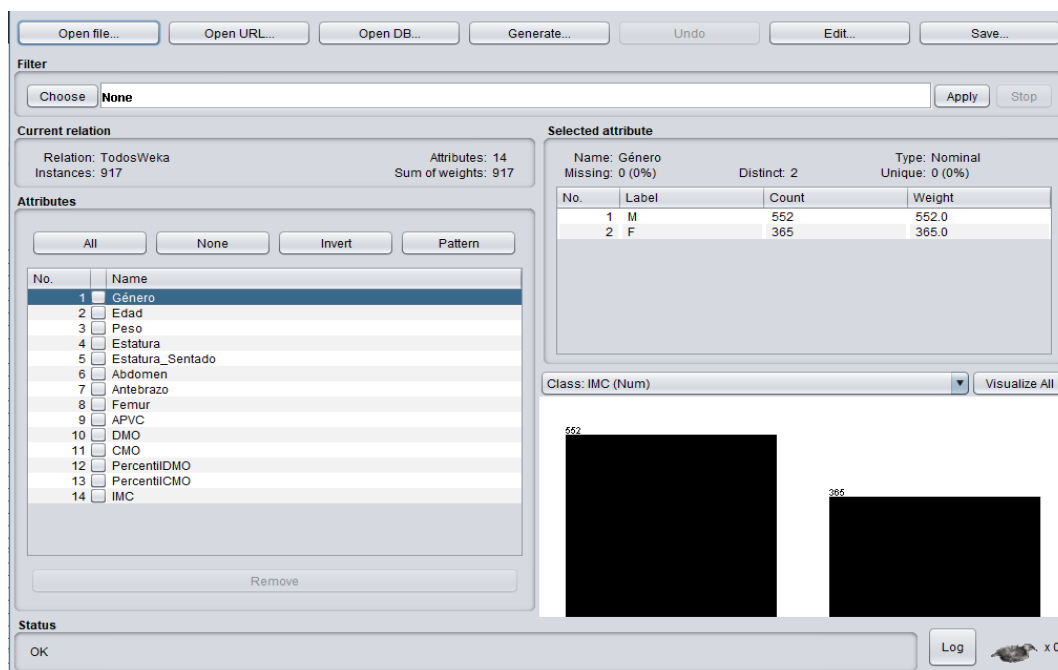 Open file... Open URL... Open DB... Generate... Undo Edit... Save...
Filter
Choose None Apply Stop
Current relation
Relation: TodosWeka Attributes: 14
Instances: 917 Sum of weights: 917
Attributes
All None Invert Pattern
No. Name
1 Género
2 Edad
3 Peso
4 Estatura
5 Estatura_Sentado
6 Abdomen
7 Antebrazo
8 Femur
9 APVC
10 DMO
11 CMO
12 PercentilDMO
13 PercentilCMO
14 IMC
Remove
Selected attribute
Name: Género Type: Nominal
Missing: 0 (0%) Distinct: 2 Unique: 0 (0%)
No. Label Count Weight
1 M 552 552.0
2 F 365 365.0
Class: IMC (Num) Visualize All
552
365
Status
OK
Log x 0